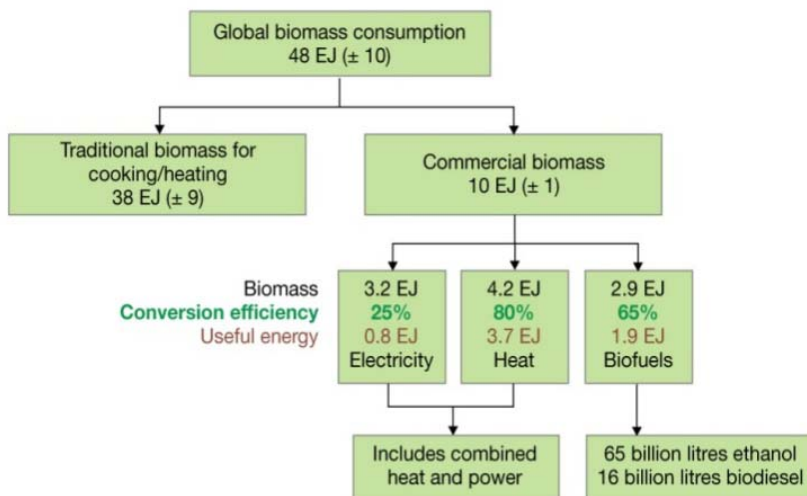 Global biomass consumption
48 EJ (± 10)
Traditional biomass for
cooking/heating
38 EJ (± 9)
Commercial biomass
10 EJ (± 1)
Biomass
Conversion efficiency
Useful energy
3.2 EJ
25%
0.8 EJ
Electricity
4.2 EJ
80%
3.7 EJ
Heat
2.9 EJ
65%
1.9 EJ
Biofuels
Includes combined
heat and power
65 billion litres ethanol
16 billion litres biodiesel